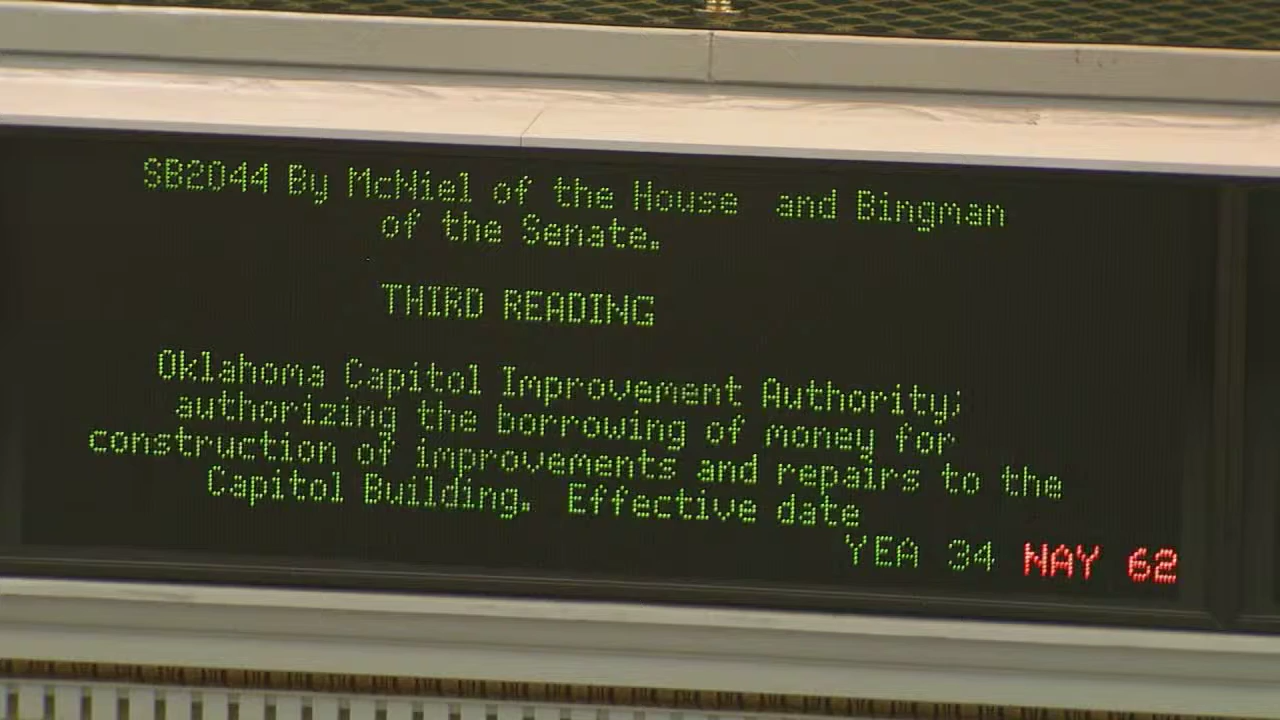 SB2044 By McNiel of the House and Bingman
of the Senate.
THIRD READING
Oklahoma Capitol Improvement Authority;
authorizing the borrowing of money for
construction of improvements and repairs to the
Capitol Building. Effective date
YEA 34 NAY 62